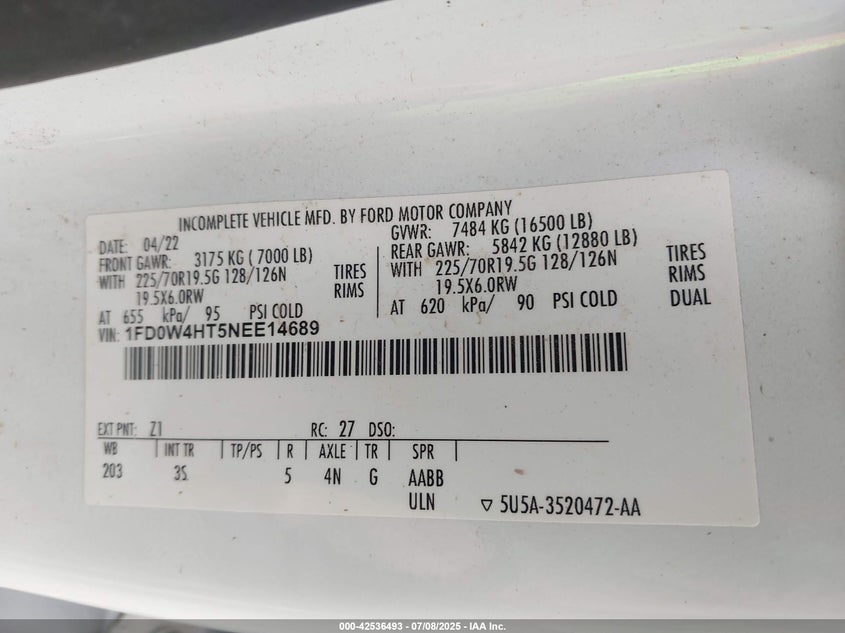 INCOMPLETE VEHICLE MFD. BY FORD MOTOR COMPANY
DATE: 04/22 GVWR: 7484 KG (16500 LB)
FRONT GAWR: 3175 KG ( 7000 LB) REAR GAWR: 5842 KG (12880 LB)
WITH 225/70R19.5G 128/126N TIRES WITH 225/70R19.5G 128/126N TIRES
19.5X6.0RW RIMS 19.5X6.0RW RIMS
AT 655 kPa/ 95 PSI COLD AT 620 kPa/ 90 PSI COLD DUAL
VIN: 1FD0W4HT5NEE14689
EXT PNT: Z1 RC: 27 DSO:
WB INT TR TP/PS R AXLE TR SPR
203 3S 5 4N G AABB
ULN ▽ 5U5A-3520472-AA
000-42536493 - 07/08/2025 - IAA Inc.